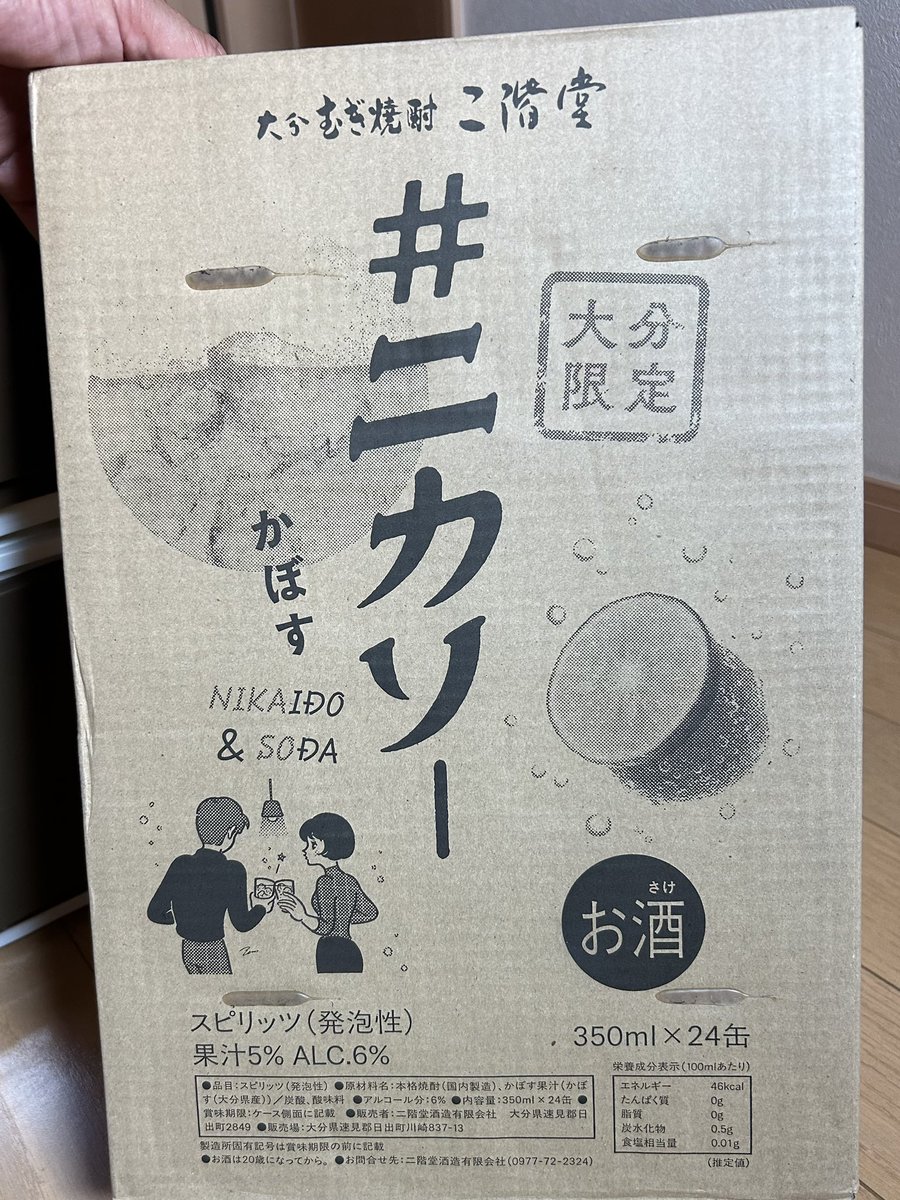 大分むぎ焼酎 二階堂
#ニカソー
大分
限定
かぼす
NIKAIDO
& SODA
さけ
お酒
スピリッツ(発泡性)
果汁5% ALC.6%
350ml×24缶
●品目:スピリッツ(発泡性) ●原材料名:本格焼酎(国内製造)、かぼす果汁(かぼ
す(大分県産))/炭酸、酸味料 ●アルコール分:6% ●内容量:350ml×24缶 ●
賞味期限:ケース側面に記載 ●販売者:二階堂酒造有限会社 大分県速見郡日
出町2849 ●販売場:大分県速見郡日出町川崎837-13
製造所固有記号は賞味期限の前に記載
●お酒は20歳になってから。●お問合せ先:二階堂酒造有限会社(0977-72-2324)
栄養成分表示(100mlあたり)
エネルギー 46kcal
たんぱく質 0g
脂質 0g
炭水化物 0.5g
食塩相当量 0.01g
(推定値)